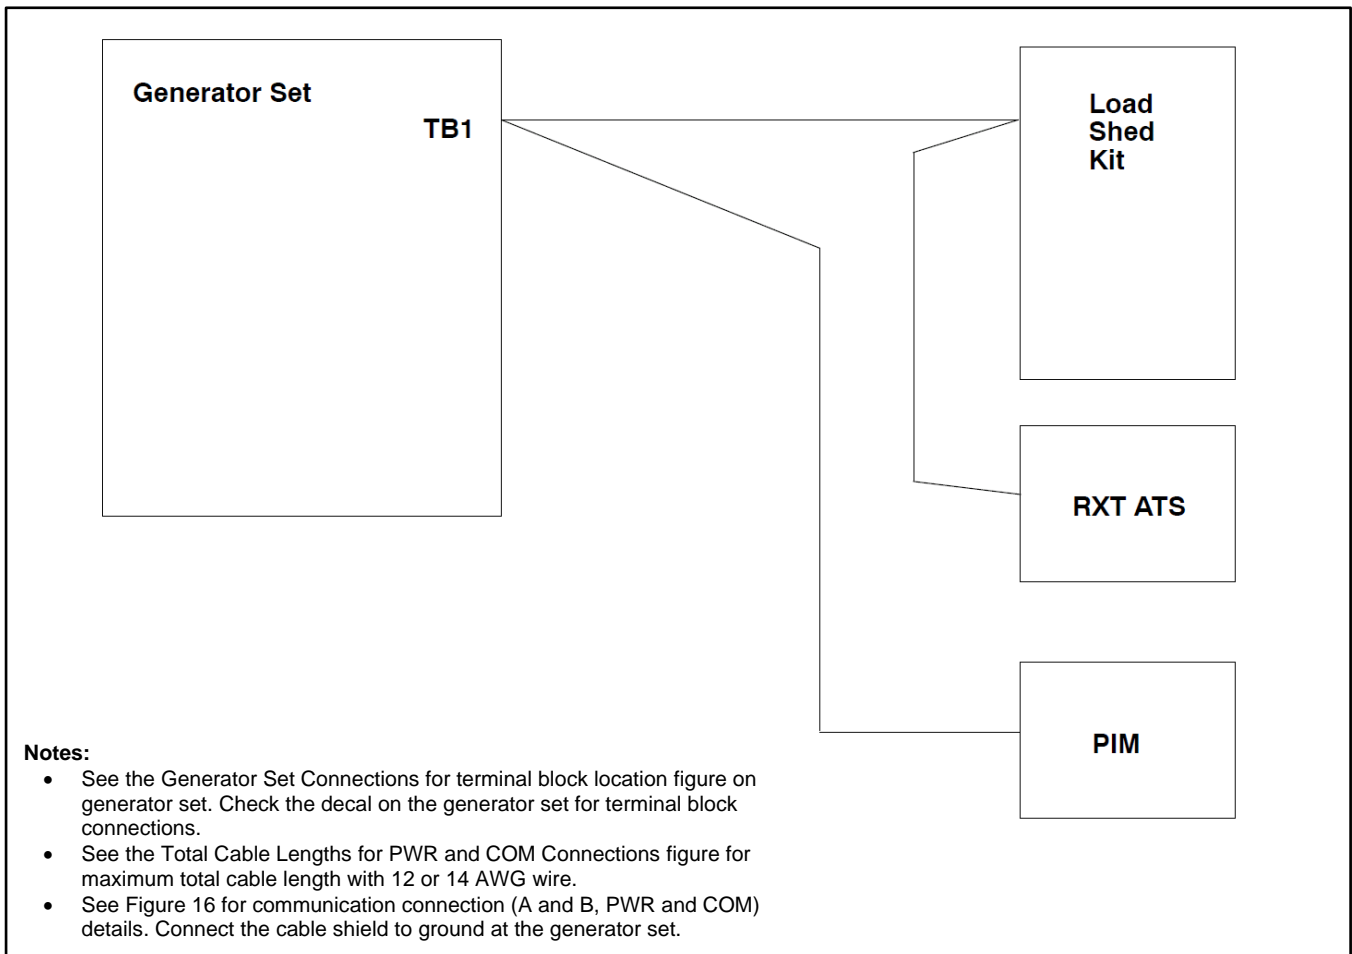 Generator Set
TB1
Load
Shed
Kit
RXT ATS
PIM
Notes:
• See the Generator Set Connections for terminal block location figure on
generator set. Check the decal on the generator set for terminal block
connections.
• See the Total Cable Lengths for PWR and COM Connections figure for
maximum total cable length with 12 or 14 AWG wire.
• See Figure 16 for communication connection (A and B, PWR and COM)
details. Connect the cable shield to ground at the generator set.